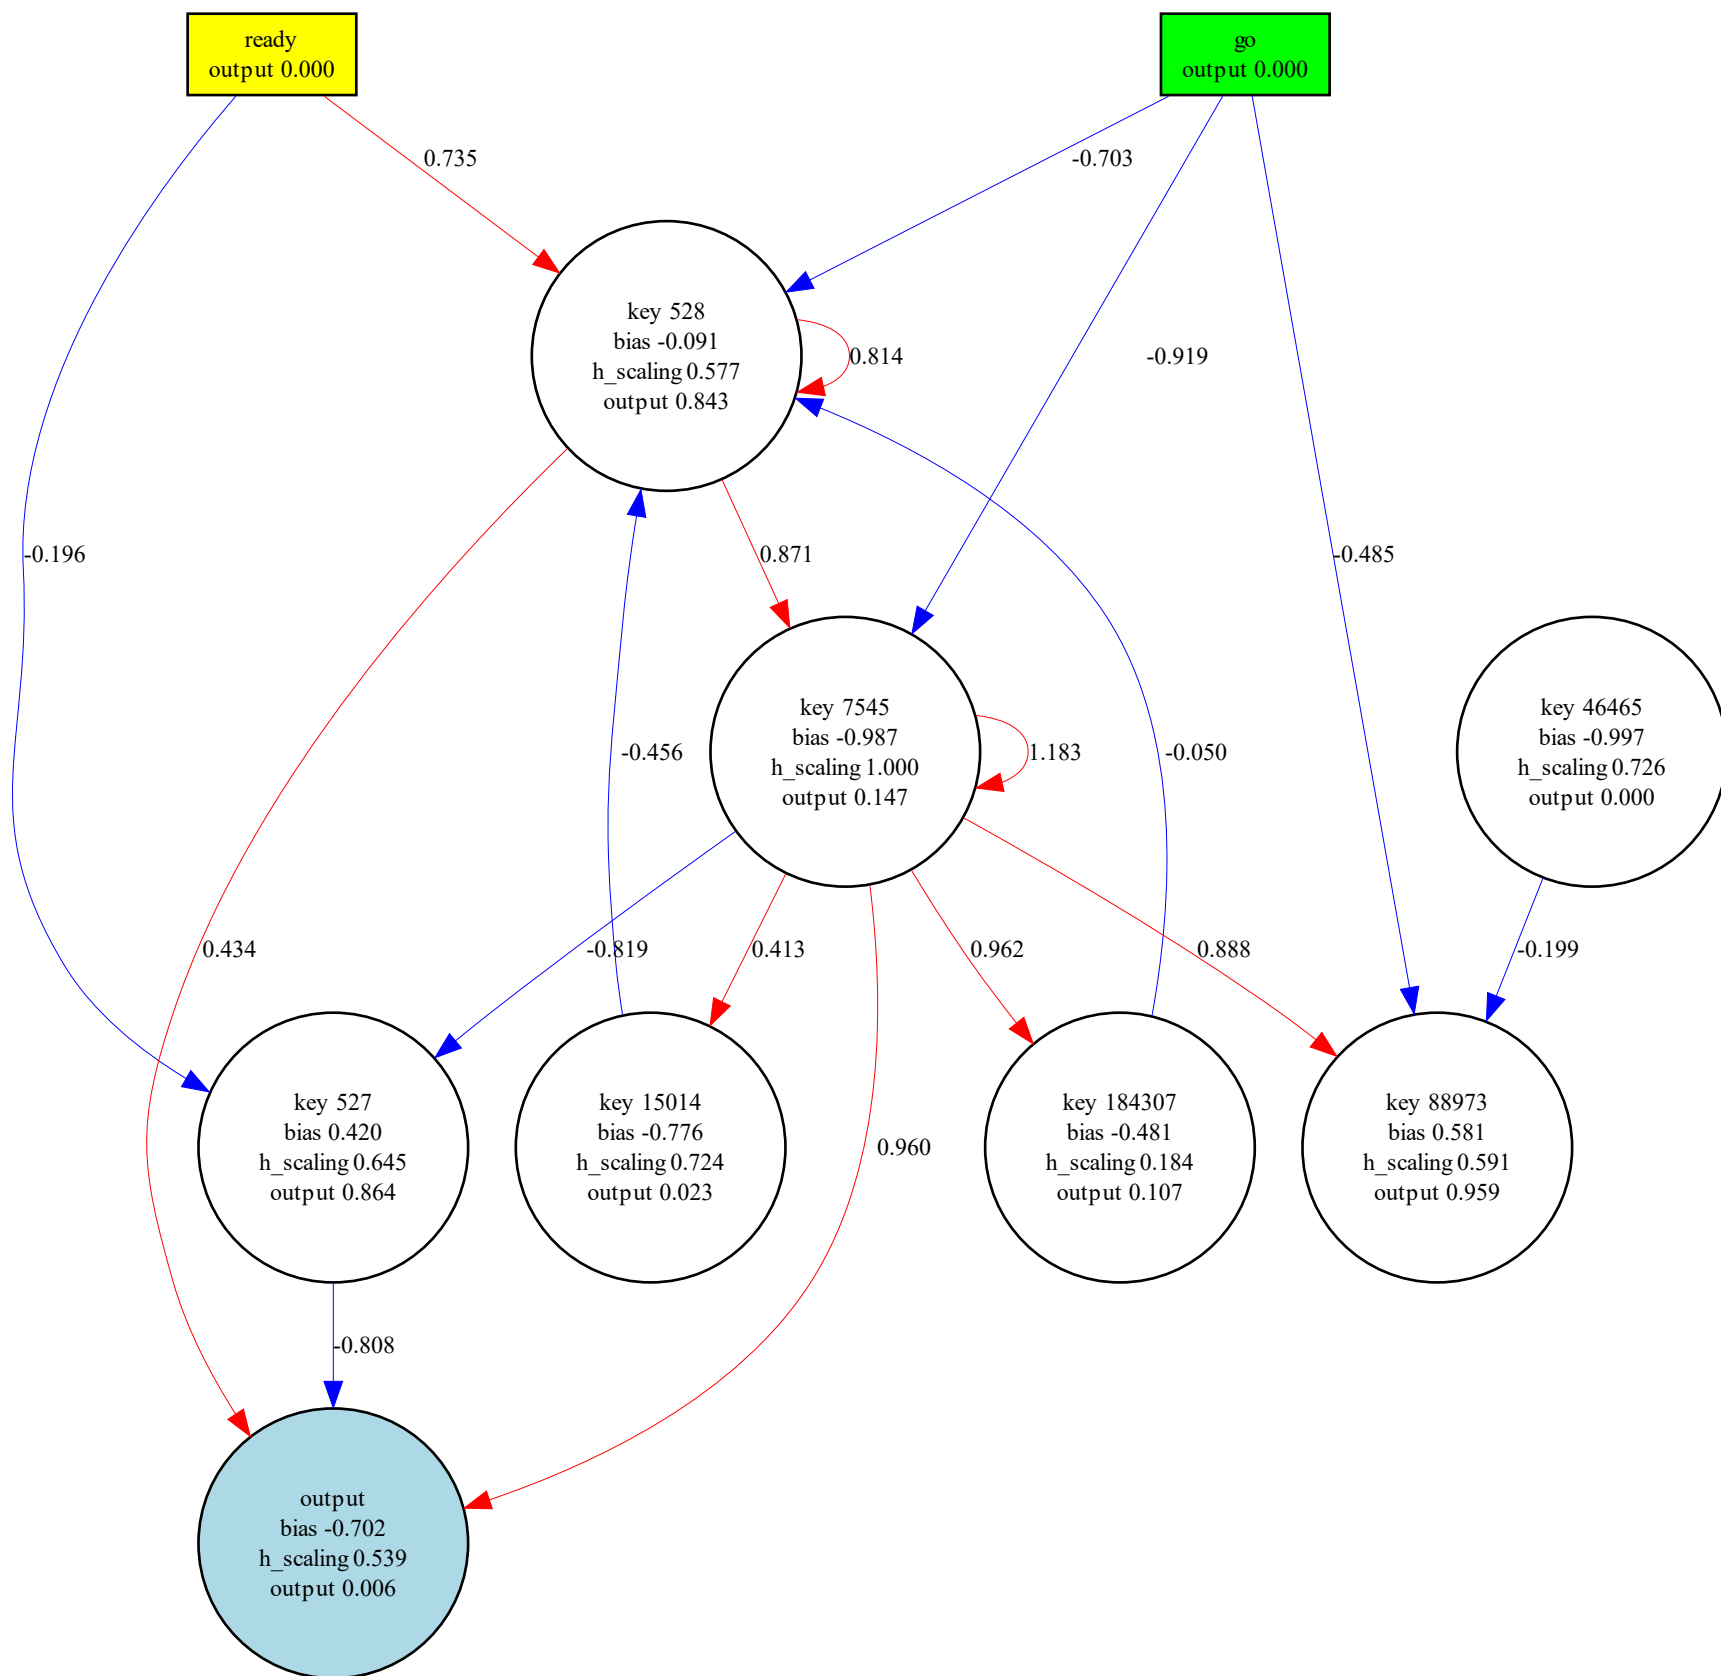 ready
output 0.000
go
output 0.000
0.735
-0.703
key 528
bias -0.091
h_scaling 0.577
output 0.843
0.814
-0.919
-0.196
0.871
-0.485
key 7545
bias -0.987
h_scaling 1.000
output 0.147
-0.456
1.183
-0.050
key 46465
bias -0.997
h_scaling 0.726
output 0.000
0.434
-0.819
0.413
0.962
0.888
-0.199
key 527
bias 0.420
h_scaling 0.645
output 0.864
key 15014
bias -0.776
h_scaling 0.724
output 0.023
0.960
key 184307
bias -0.481
h_scaling 0.184
output 0.107
key 88973
bias 0.581
h_scaling 0.591
output 0.959
-0.808
output
bias -0.702
h_scaling 0.539
output 0.006